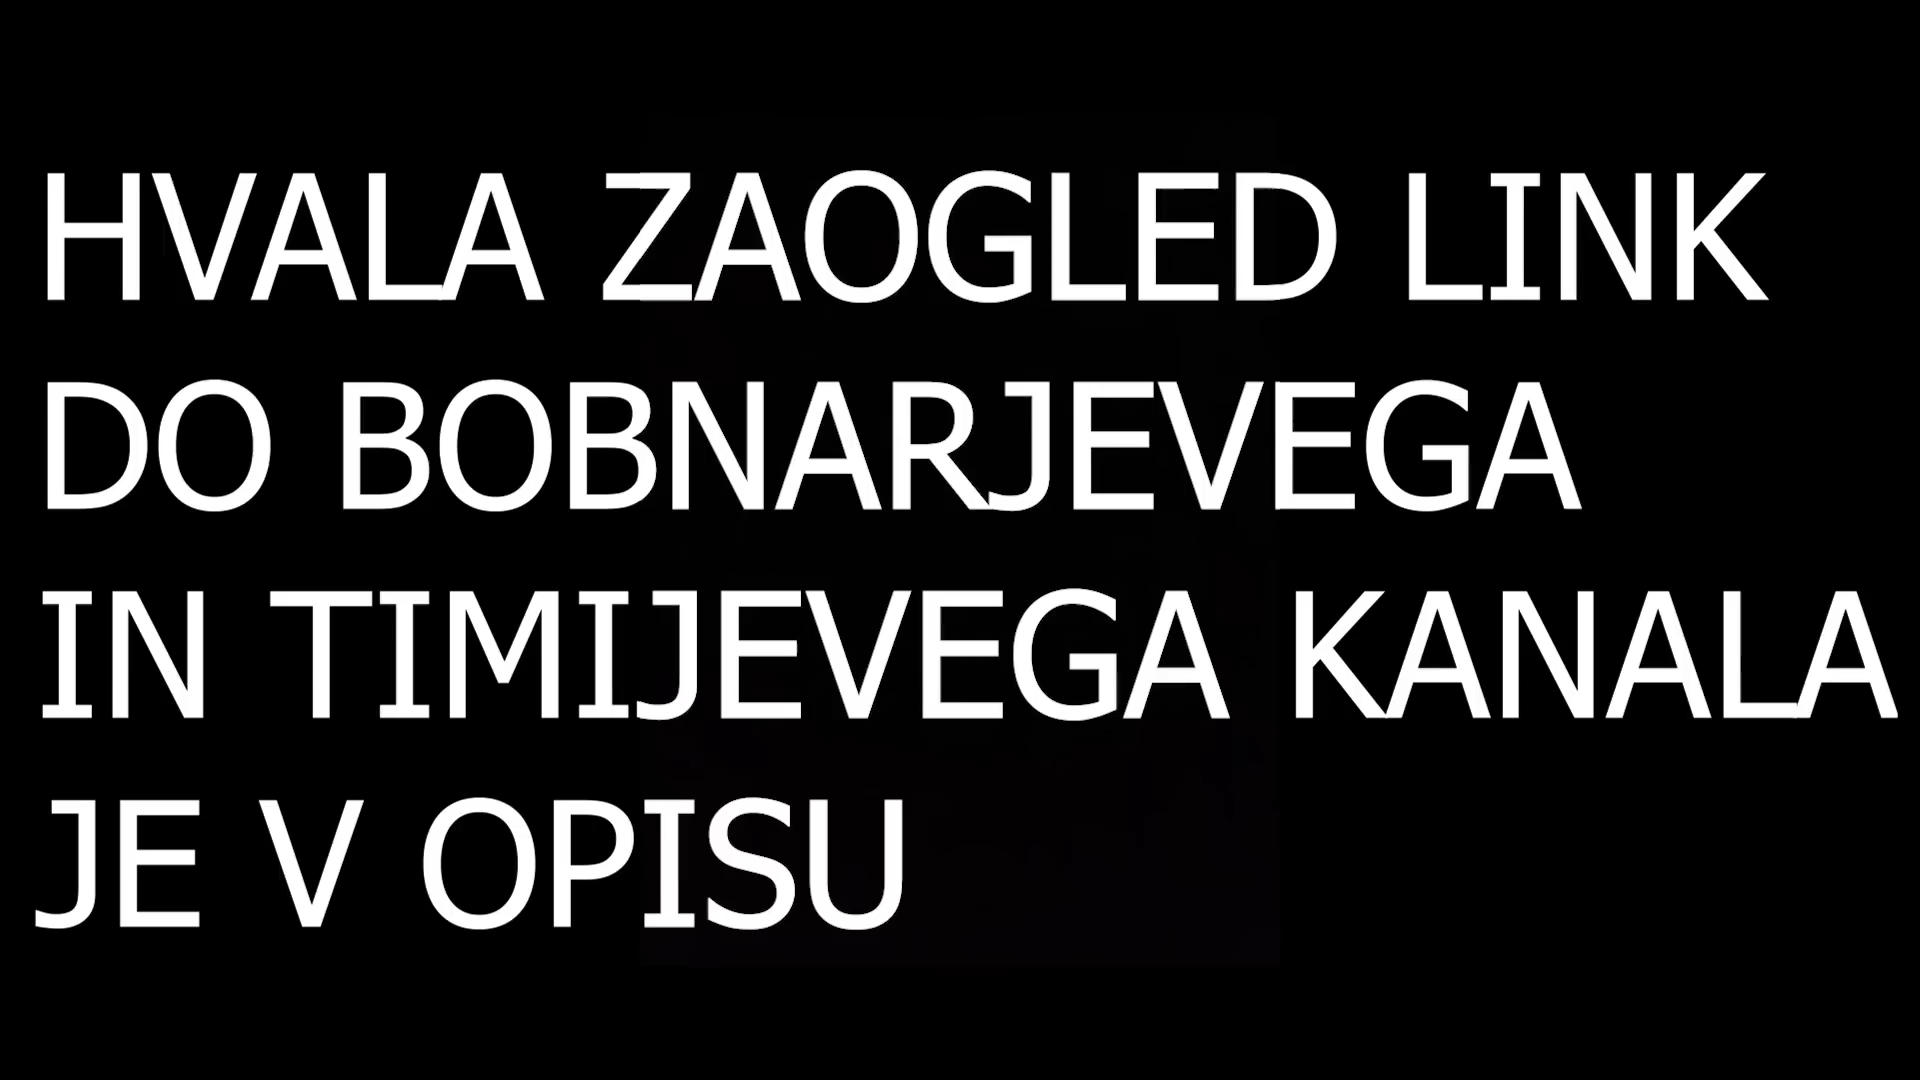 HVALA ZAOGLED LINK
DO BOBNARJEVEGA
IN TIMIJEVEGA KANALA
JE V OPISU